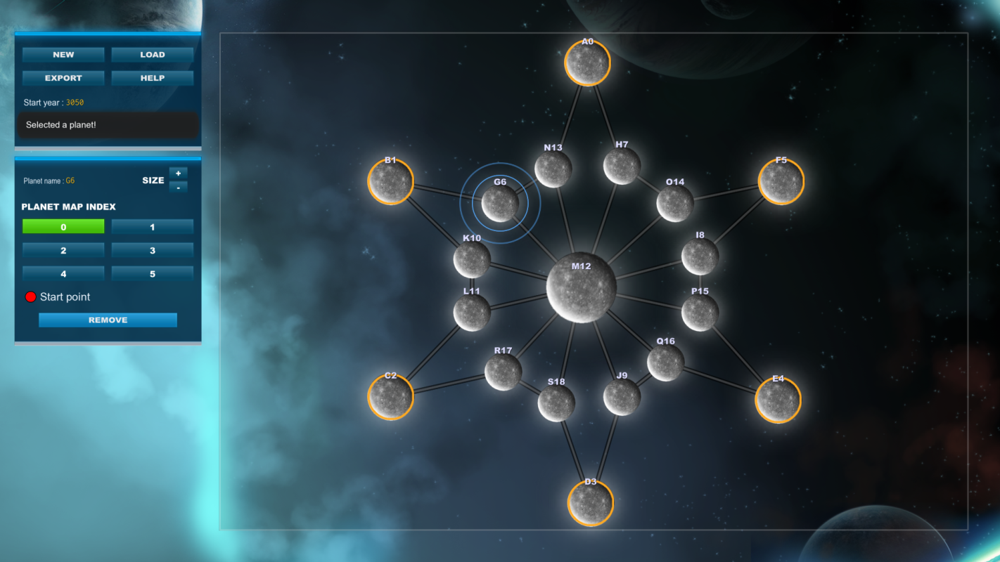 NEW
LOAD
EXPORT
HELP
Start year : 3050
Selected a planet!
Planet name : G6
SIZE
+
-
PLANET MAP INDEX
0
1
2
3
4
5
Start point
REMOVE
A0
N13
H7
B1
F5
G6
O14
K10
I8
M12
L11
P15
R17
Q16
C2
S18
J9
E4
D3